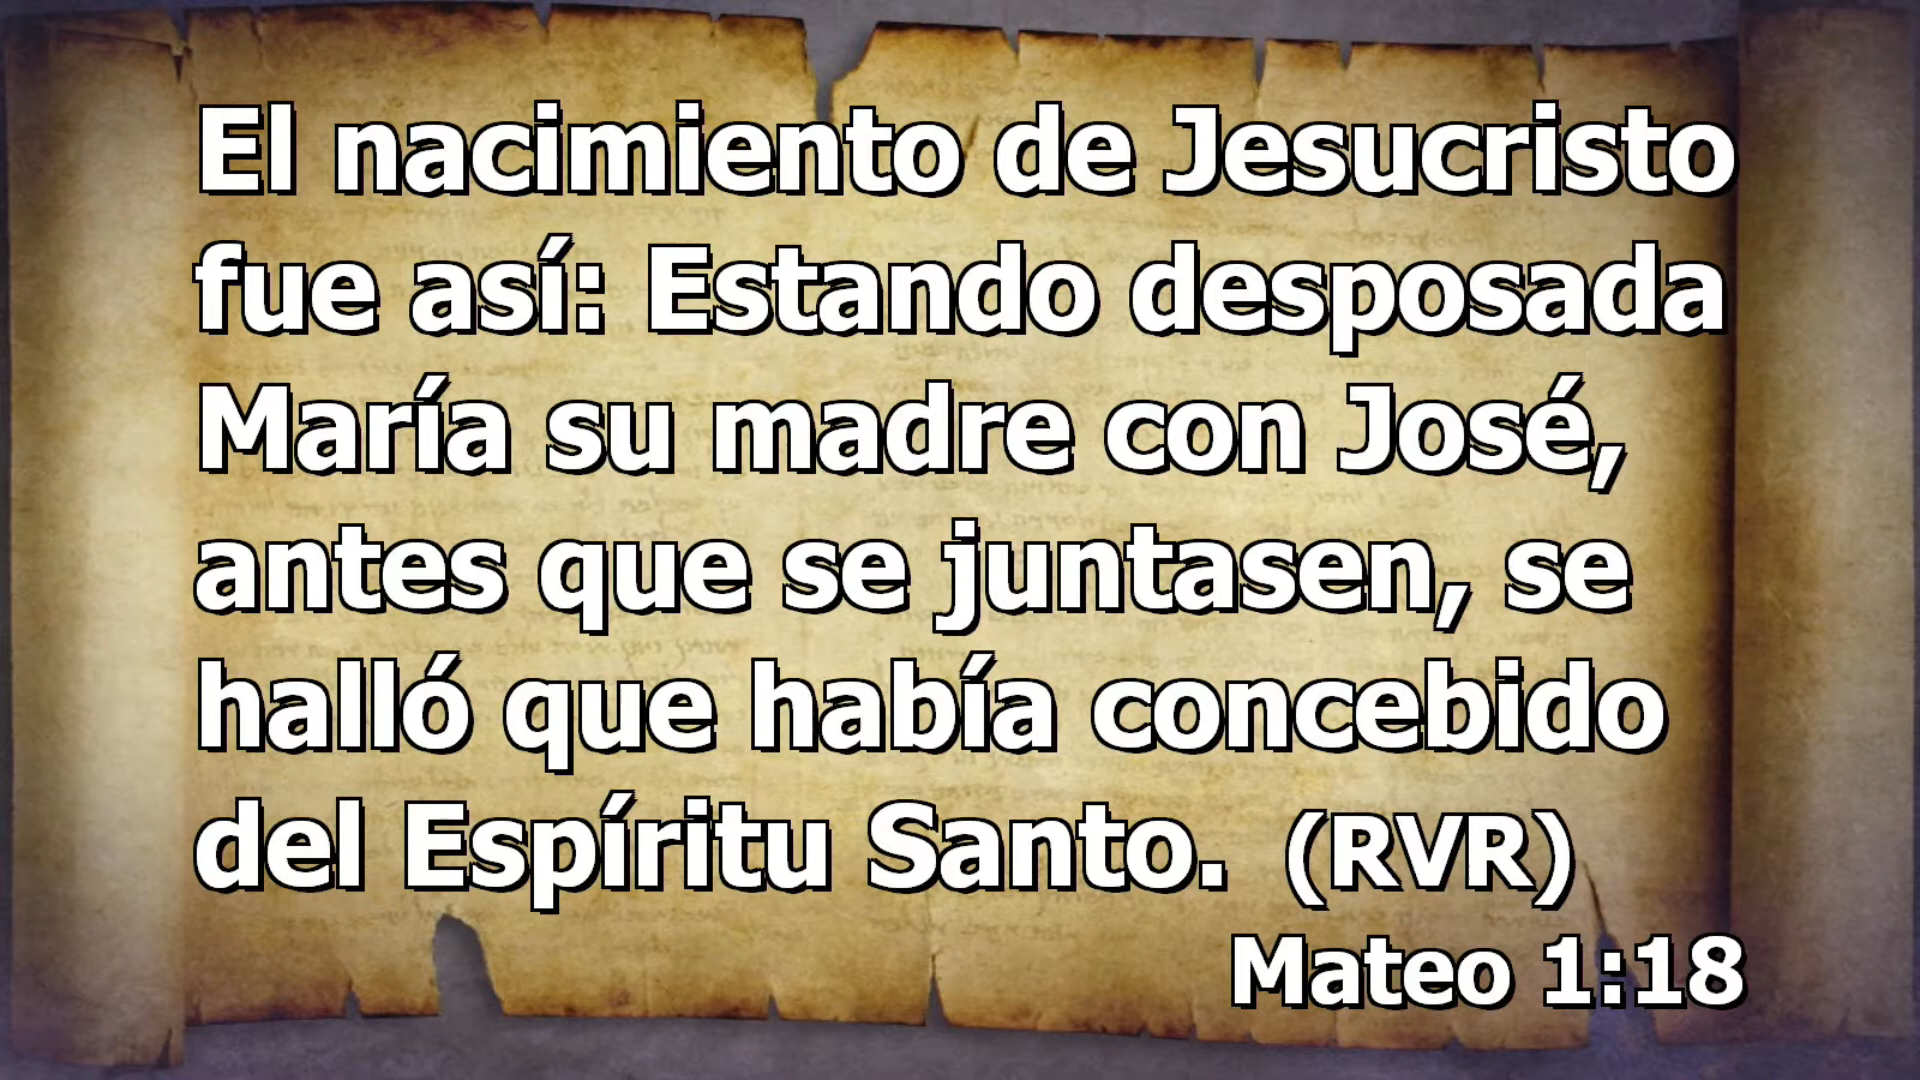 El nacimiento de Jesucristo
fue así: Estando desposada
María su madre con José,
antes que se juntasen, se
halló que había concebido
del Espíritu Santo. (RVR)
Mateo 1:18